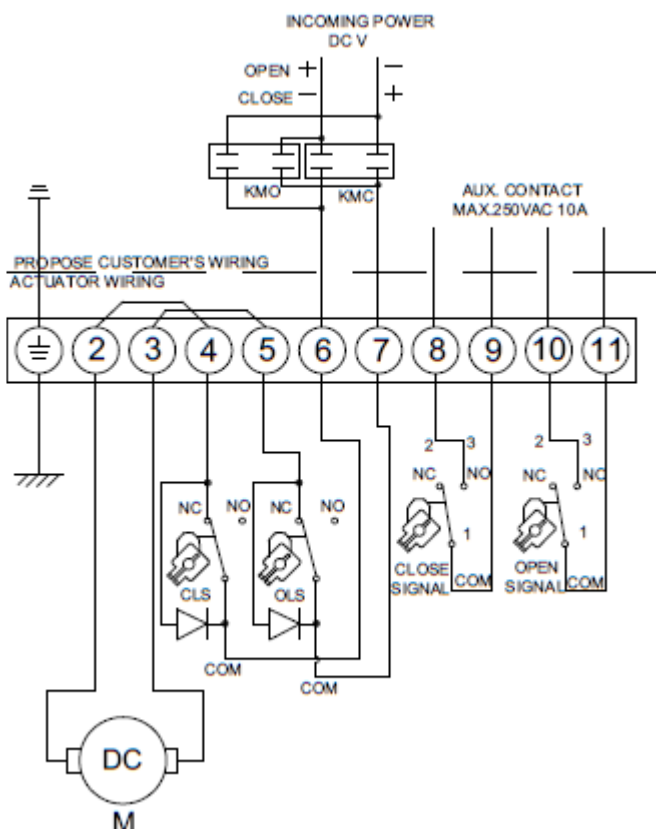 INCOMING POWER
DC V
OPEN + −
CLOSE − +
KMO KMC
AUX. CONTACT
MAX.250VAC 10A
PROPOSE CUSTOMER'S WIRING
ACTUATOR WIRING
2 3 4 5 6 7 8 9 10 11
2 3 2 3
NC NO NC NO NC NO NC NO
1 1
CLS OLS
CLOSE
SIGNAL COM
OPEN
SIGNAL COM
COM COM
DC
M